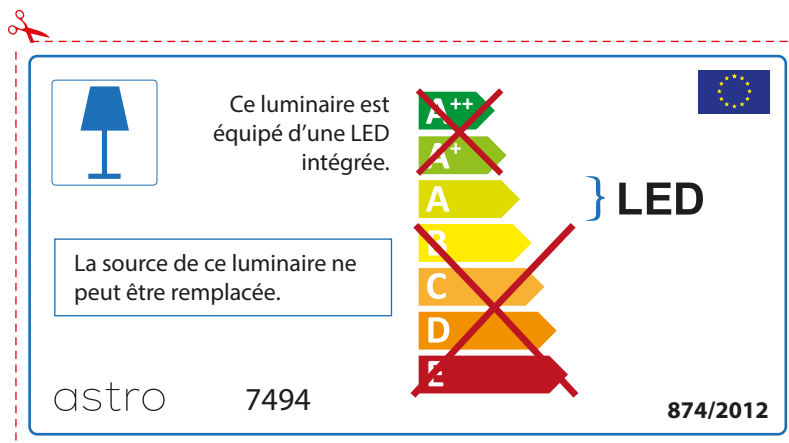 Ce luminaire est
équipé d’une LED
intégrée.
A++
A+
A
B
C
D
E
LED
La source de ce luminaire ne
peut être remplacée.
astro
7494
874/2012